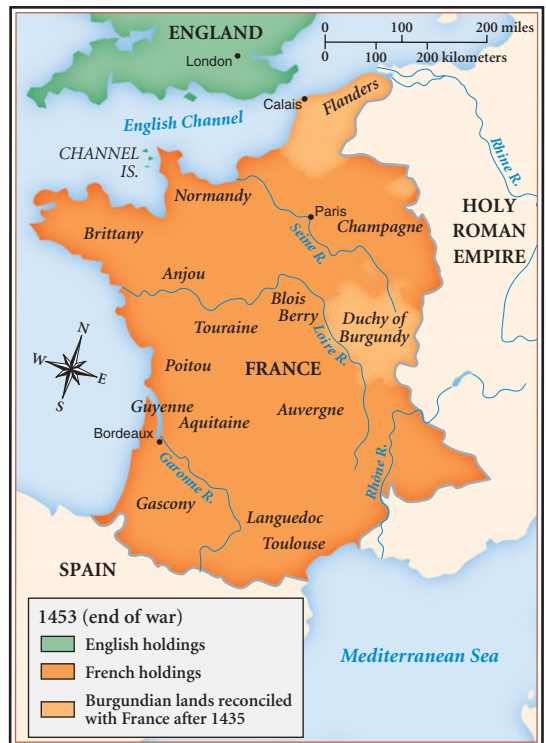 ENGLAND
London
0 100 200 miles
0 100 200 kilometers
Calais
Flanders
English Channel
CHANNEL
IS.
Rhine R.
Normandy
Paris
Seine R.
Champagne
HOLY
ROMAN
EMPIRE
Brittany
Anjou
Blois
Berry
Loire R.
Duchy of
Burgundy
Touraine
N
W
E
S
Poitou
FRANCE
Guyenne
Aquitaine
Auvergne
Bordeaux
Garonne R.
Rhône R.
Gascony
Languedoc
Toulouse
SPAIN
Mediterranean Sea
1453 (end of war)
English holdings
French holdings
Burgundian lands reconciled
with France after 1435